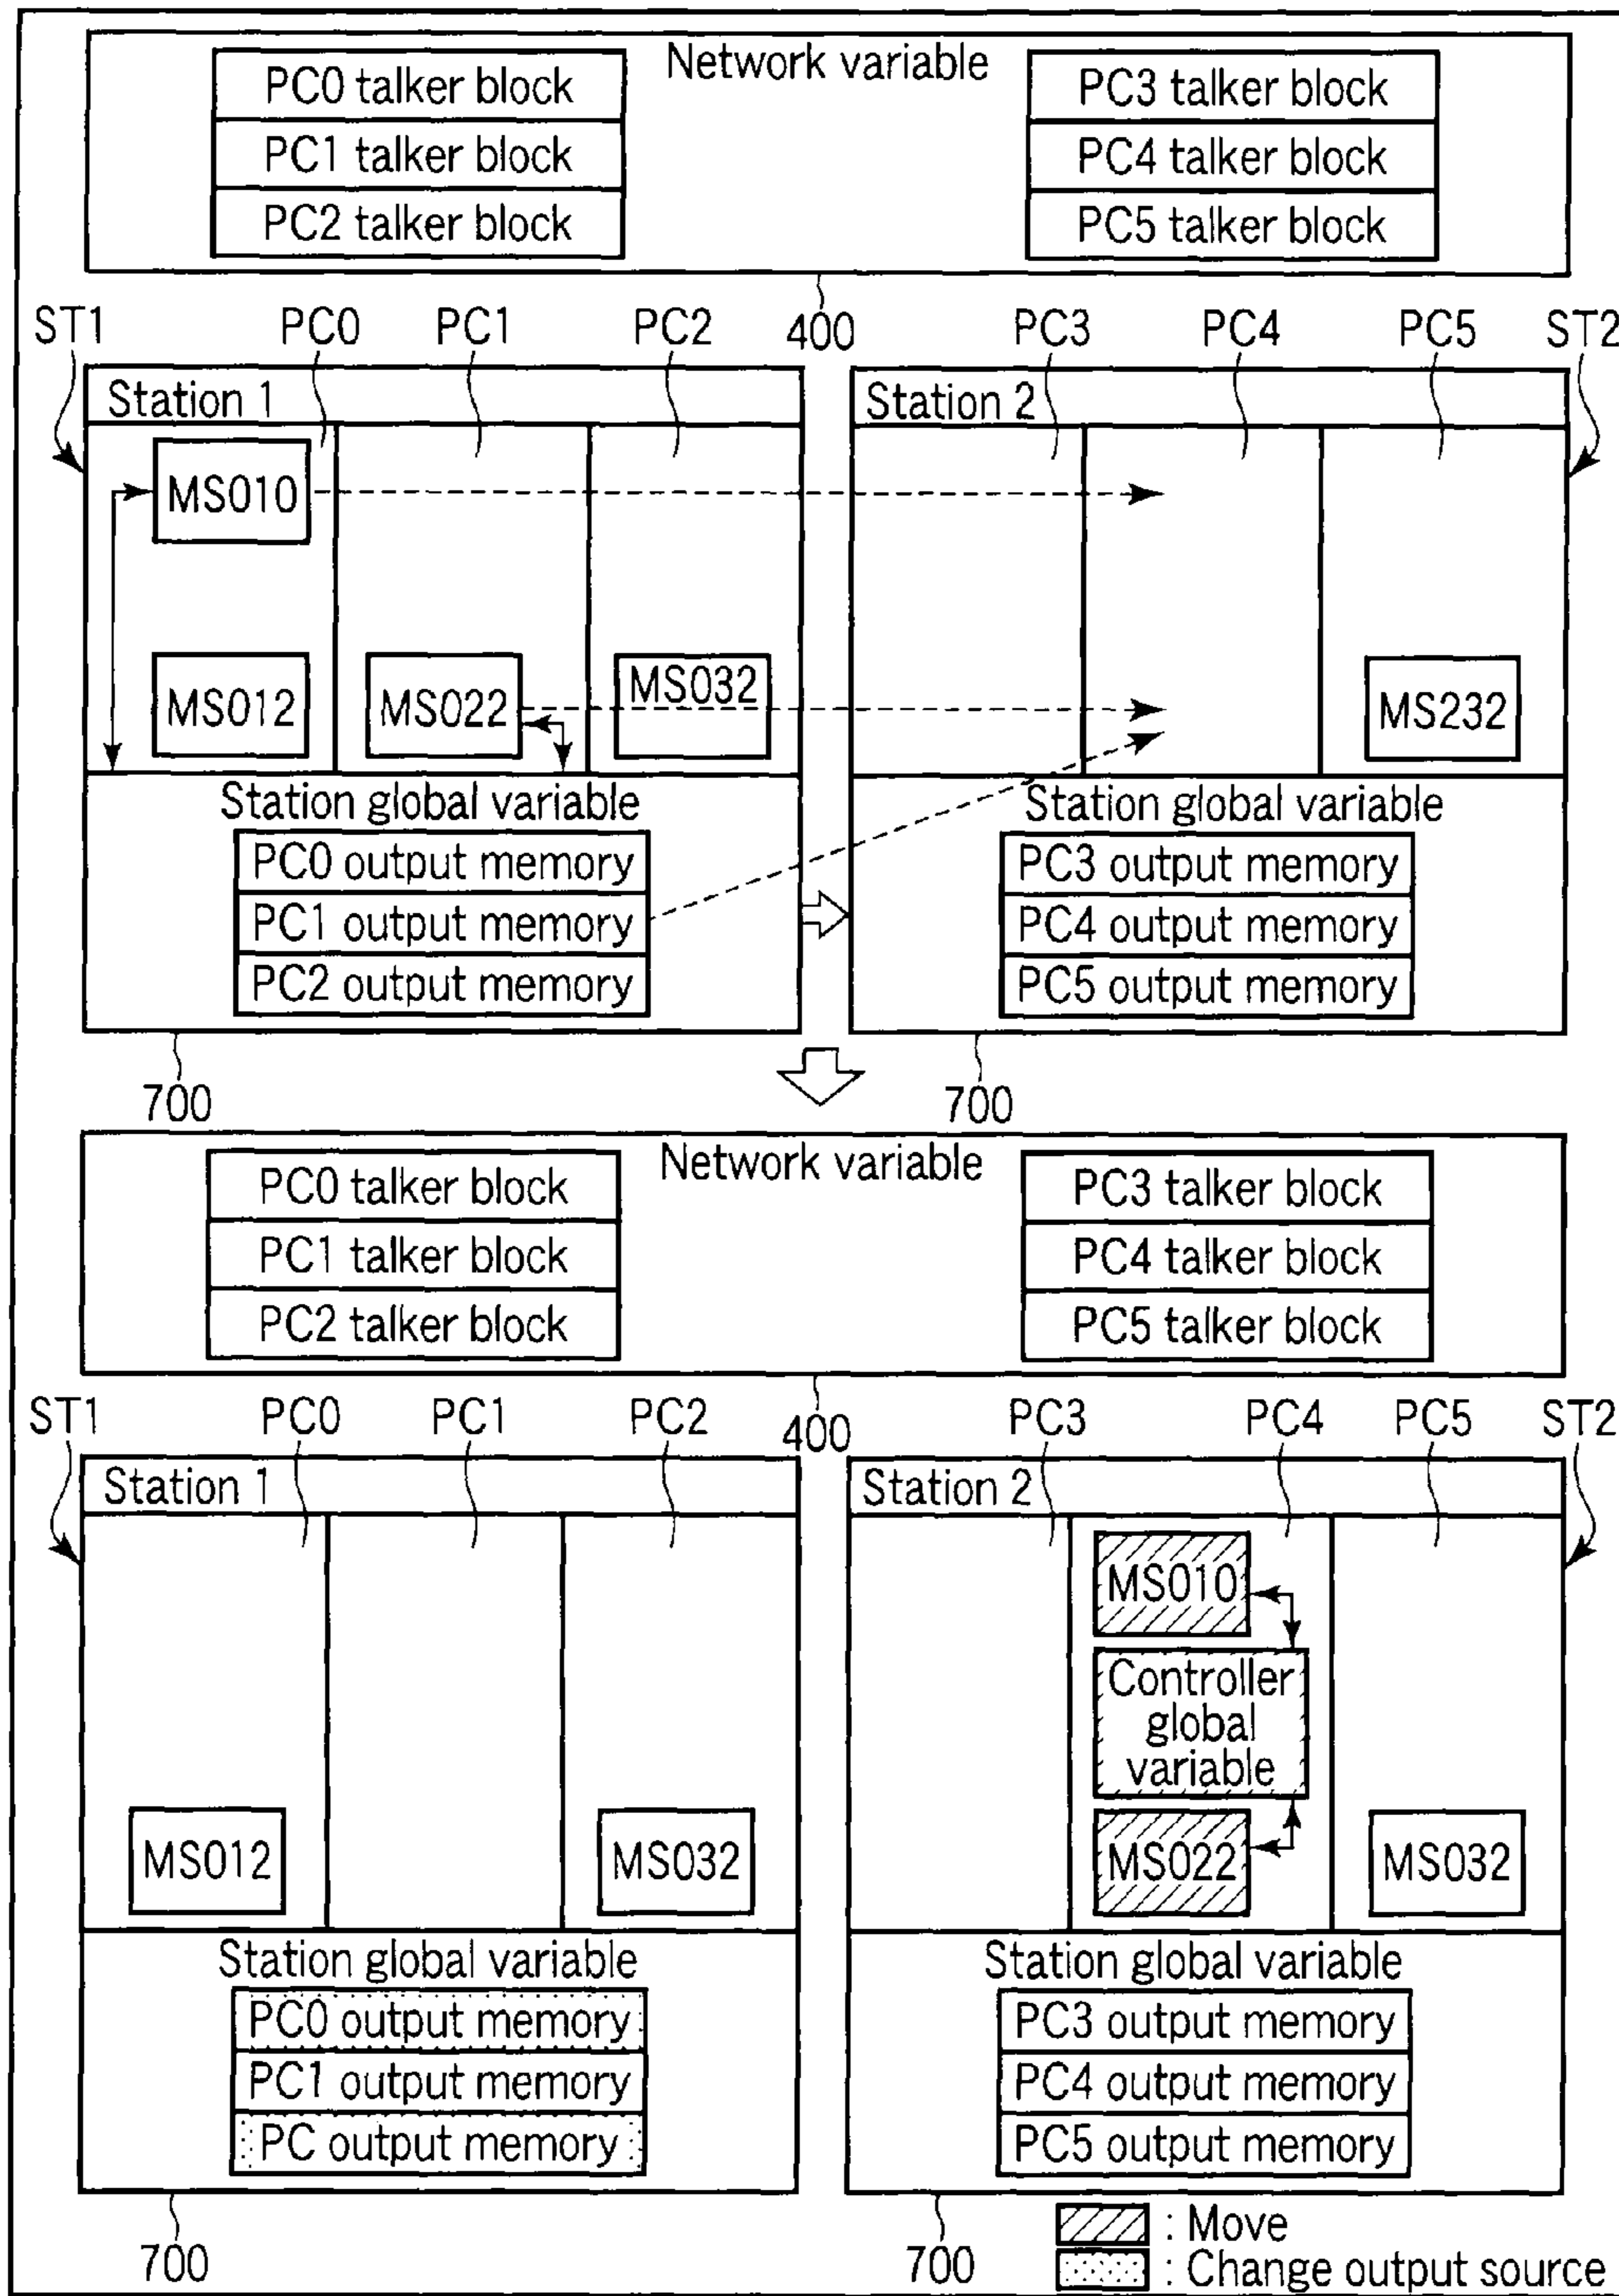 Network variable
PC0 talker block
PC1 talker block
PC2 talker block
PC3 talker block
PC4 talker block
PC5 talker block
ST1
PC0
PC1
PC2
400
PC3
PC4
PC5
ST2
Station 1
MS010
MS012
MS022
MS032
Station global variable
PC0 output memory
PC1 output memory
PC2 output memory
700
Station 2
MS232
Station global variable
PC3 output memory
PC4 output memory
PC5 output memory
700
Network variable
PC0 talker block
PC1 talker block
PC2 talker block
PC3 talker block
PC4 talker block
PC5 talker block
ST1
PC0
PC1
PC2
400
PC3
PC4
PC5
ST2
Station 1
MS012
MS032
Station global variable
PC0 output memory
PC1 output memory
PC output memory
700
Station 2
MS010
Controller
global
variable
MS022
MS032
Station global variable
PC3 output memory
PC4 output memory
PC5 output memory
700
: Move
: Change output source